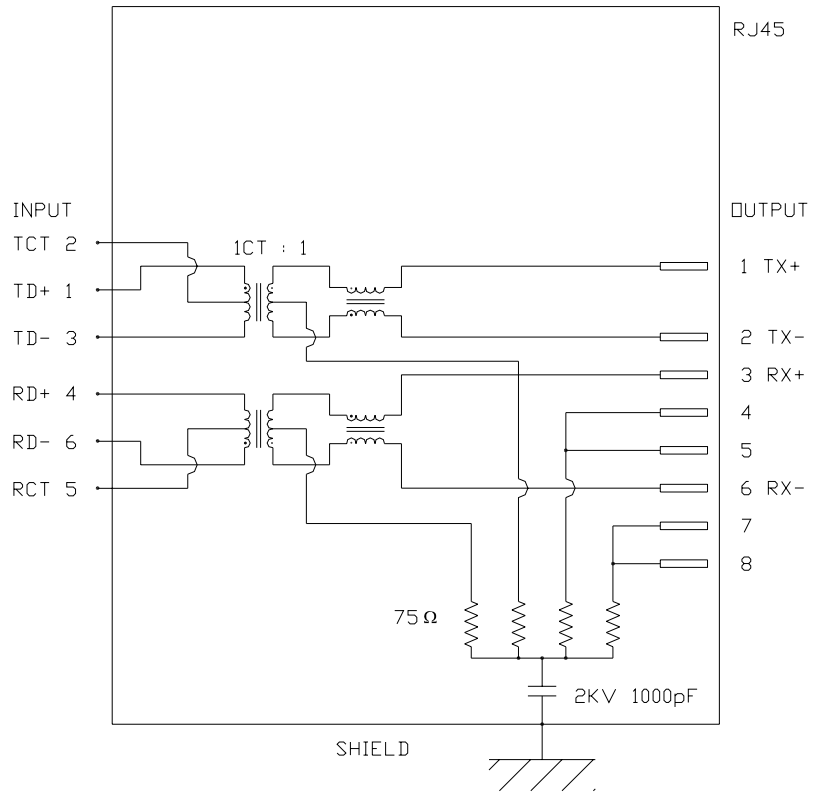 RJ45
INPUT
OUTPUT
TCT 2
1CT : 1
1 TX+
TD+ 1
TD- 3
2 TX-
3 RX+
RD+ 4
4
RD- 6
5
RCT 5
6 RX-
7
8
75Ω
2KV 1000pF
SHIELD